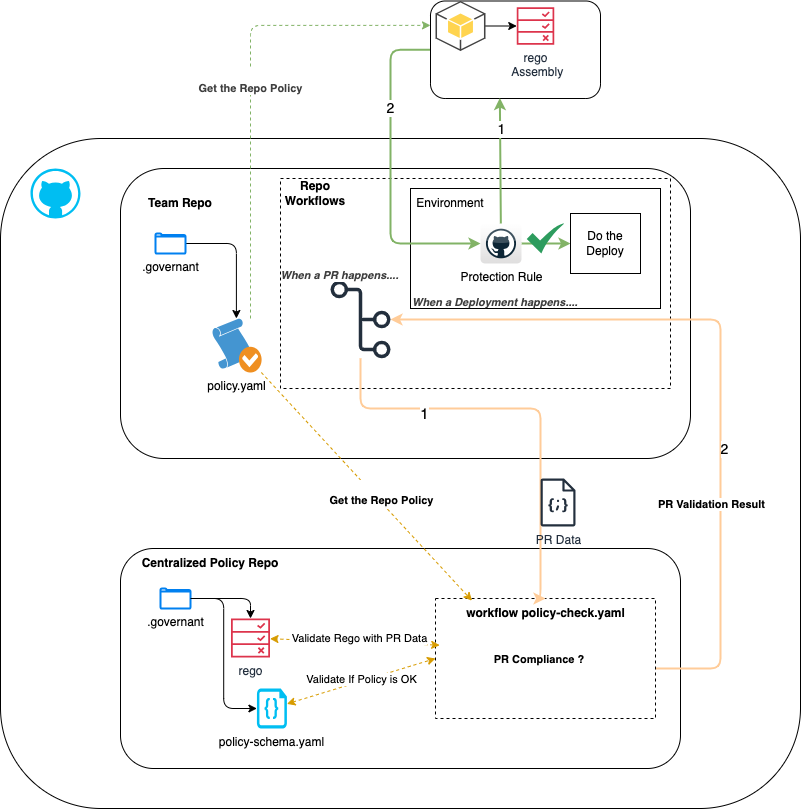 rego
Assembly
Get the Repo Policy
2
1
Team Repo
Repo
Workflows
Environment
.governant
Do the
Deploy
Protection Rule
When a PR happens....
When a Deployment happens....
policy.yaml
1
2
Get the Repo Policy
{;}
PR Validation Result
PR Data
Centralized Policy Repo
.governant
workflow policy-check.yaml
Validate Rego with PR Data
PR Compliance ?
rego
Validate If Policy is OK
{}
policy-schema.yaml